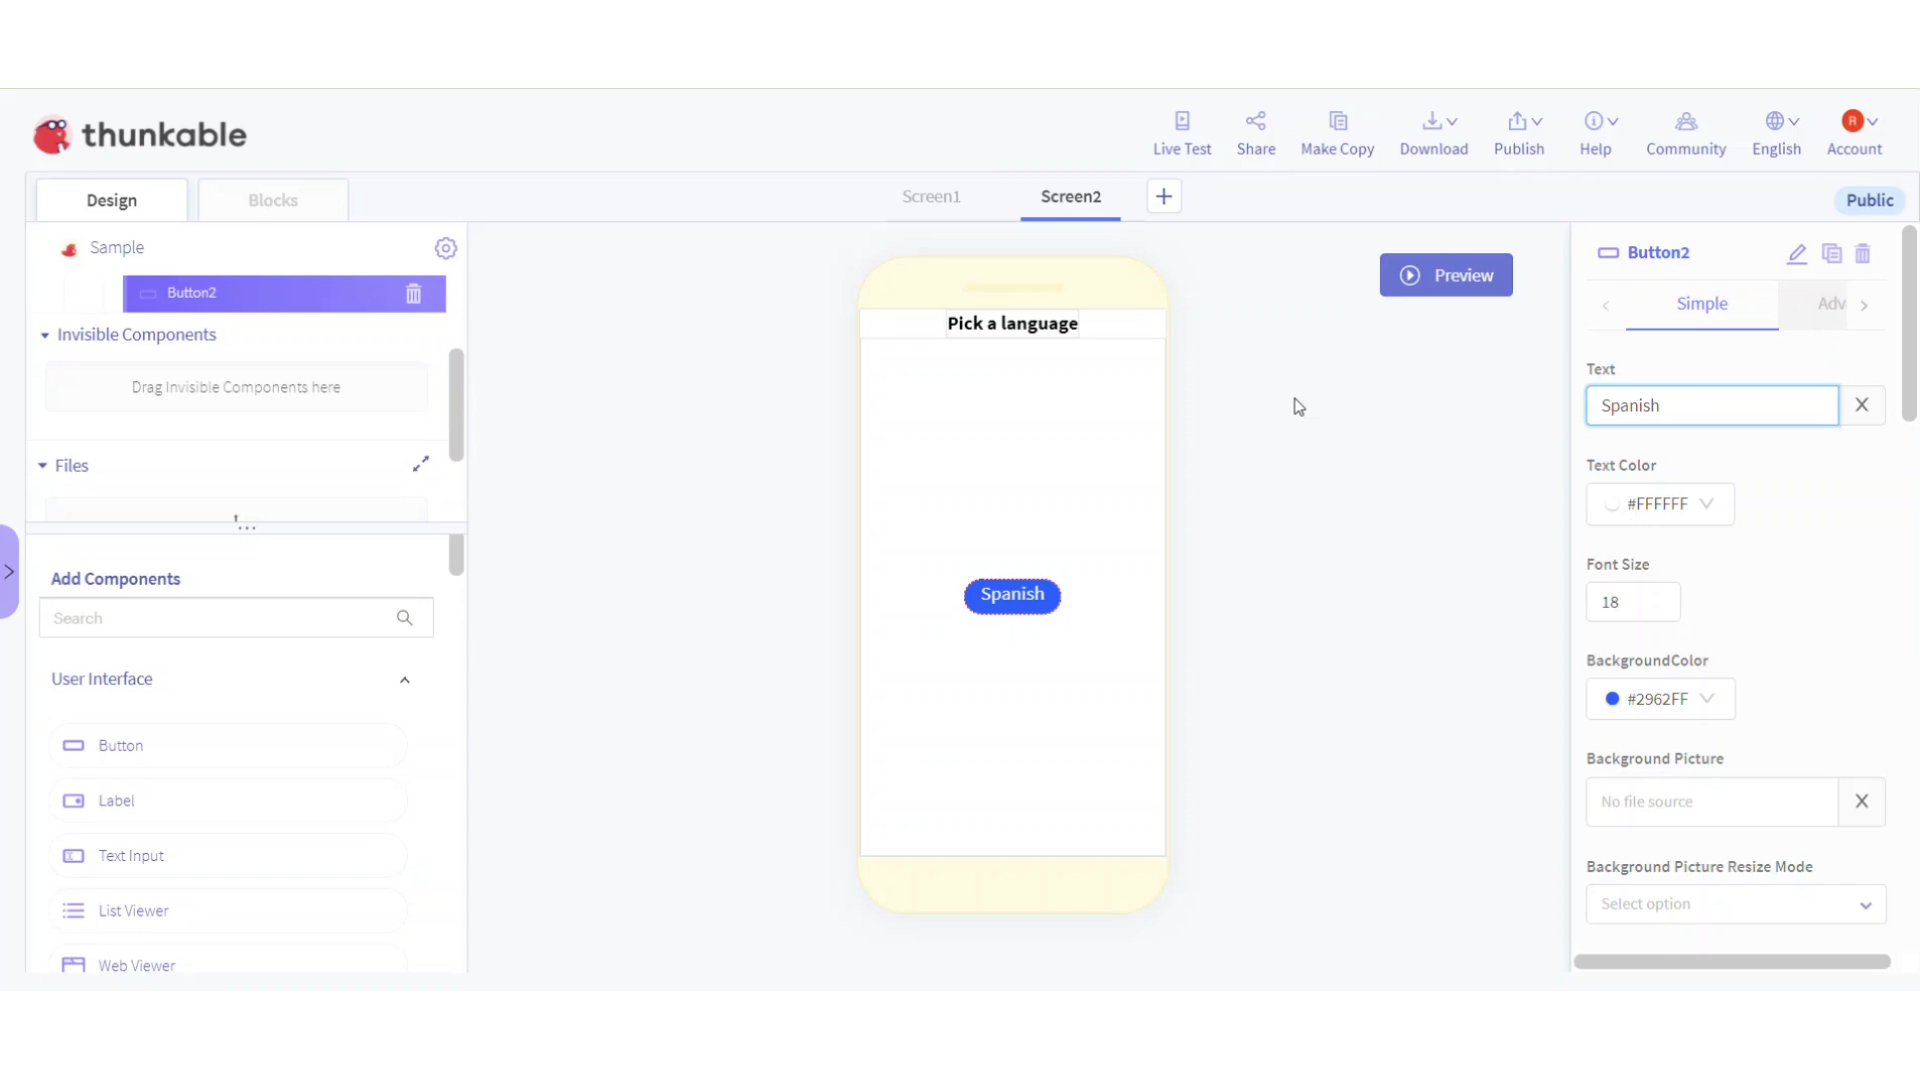 thunkable
Live Test
Share
Make Copy
Download
Publish
Help
Community
English
R
Account
Design
Blocks
Screen1
Screen2
Public
Sample
Button2
Invisible Components
Drag Invisible Components here
Files
Add Components
Search
User Interface
Button
Label
Text Input
List Viewer
Web Viewer
Pick a language
Spanish
Preview
Button2
Simple
Adv
Text
Spanish
Text Color
#FFFFFF
Font Size
18
BackgroundColor
#2962FF
Background Picture
No file source
Background Picture Resize Mode
Select option